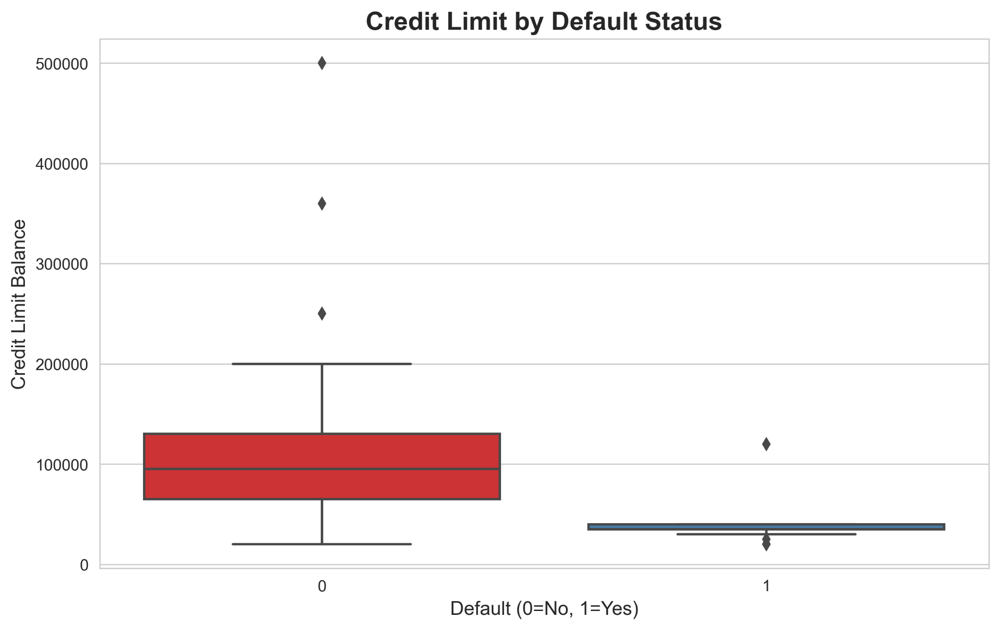 Credit Limit by Default Status
Credit Limit Balance
500000
400000
300000
200000
100000
0
0
1
Default (0=No, 1=Yes)